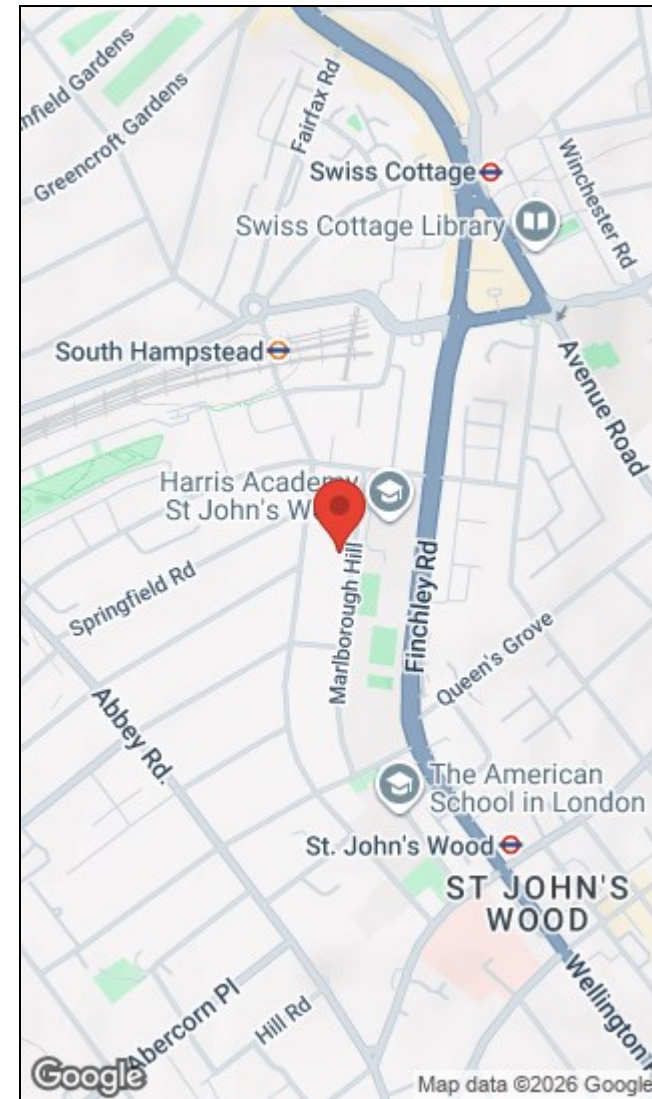 Greencroft Gardens
Fairfax Rd
Swiss Cottage
Winchester Rd
Swiss Cottage Library
South Hampstead
Avenue Road
Harris Academy
St John's
Marlborough Hill
Finchley Rd
Springfield Rd
Queen's Grove
Abbey Rd.
The American
School in London
St. John's Wood
ST JOHN'S
WOOD
Wellington
Abercorn Pl
Hill Rd
Google
Map data ©2026 Google